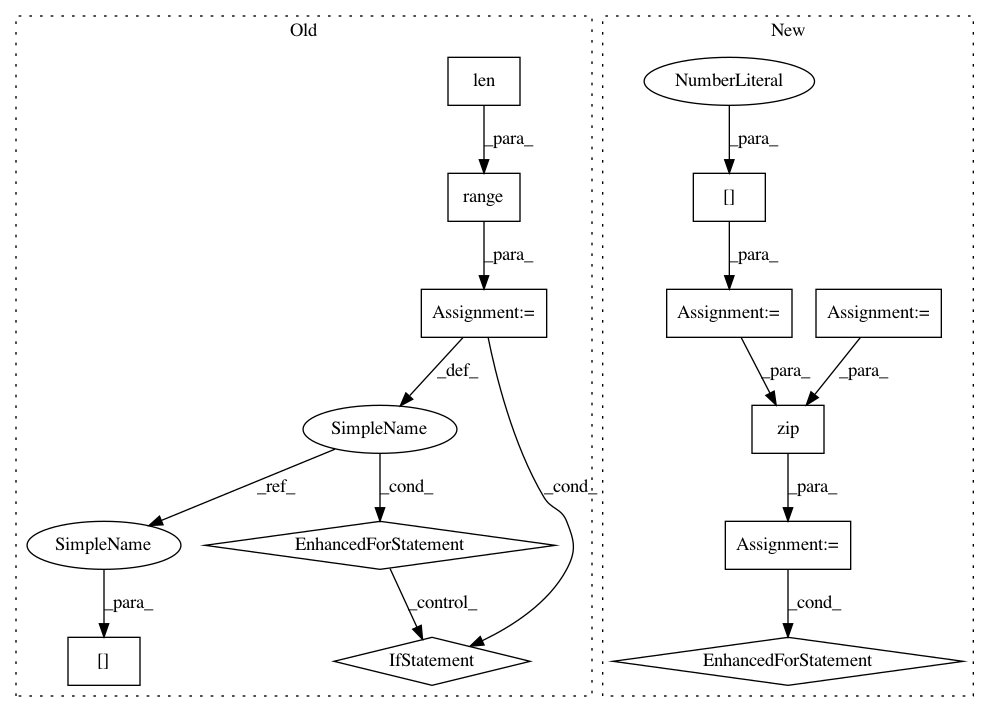 Old
New
len
NumberLiteral
_para_
_para_
range
[]
_para_
_para_
Assignment:=
Assignment:=
Assignment:=
_def_
_para_
_para_
SimpleName
zip
_ref_
_cond_
_cond_
_para_
SimpleName
EnhancedForStatement
Assignment:=
_para_
_control_
_cond_
[]
IfStatement
EnhancedForStatement